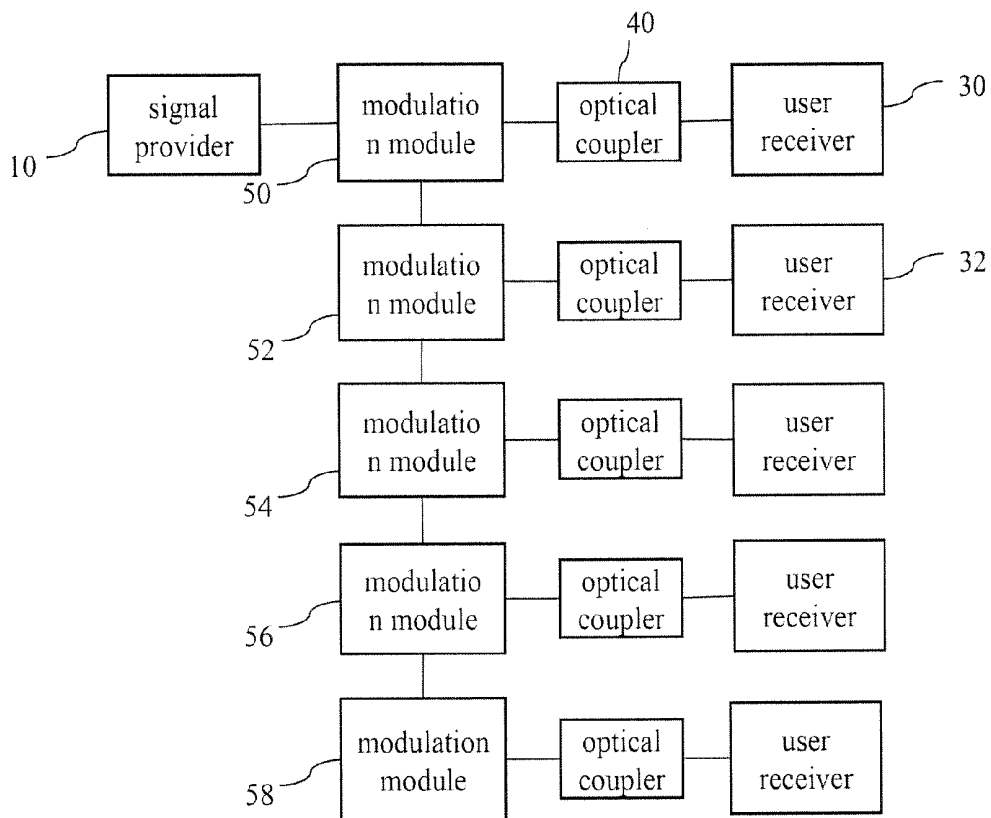 40
signal
provider
10
modulatio
n module
50
optical
coupler
user
receiver
30
modulatio
n module
52
optical
coupler
user
receiver
32
modulatio
n module
54
optical
coupler
user
receiver
modulatio
n module
56
optical
coupler
user
receiver
modulation
module
58
optical
coupler
user
receiver